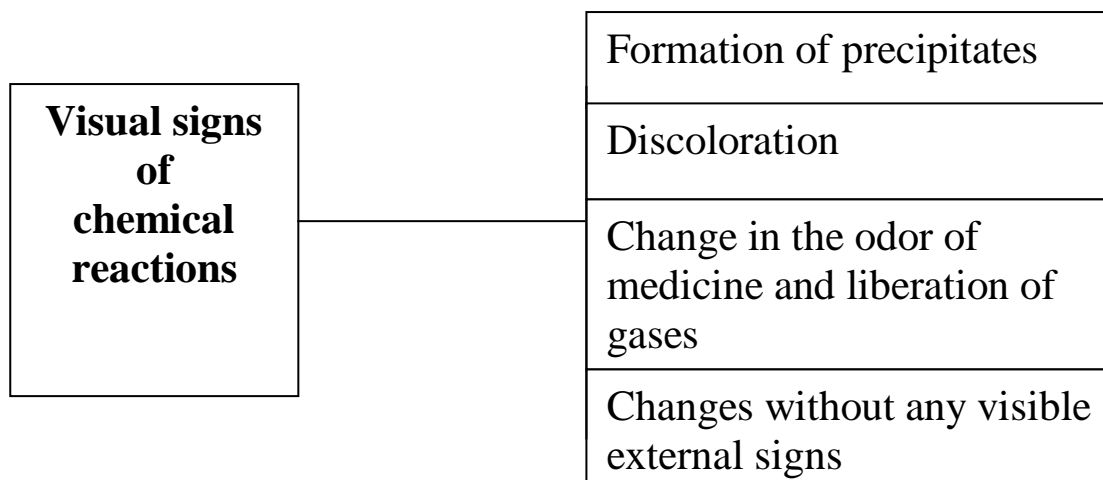 Visual signs
of
chemical
reactions
Formation of precipitates
Discoloration
Change in the odor of
medicine and liberation of
gases
Changes without any visible
external signs